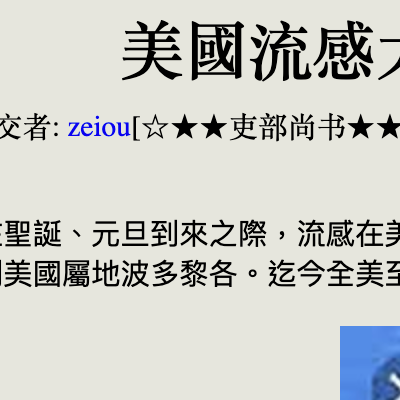 美國流感
交者: zeiou[☆★★吏部尚书★★
聖誕、元旦到來之際，流感在美
美國屬地波多黎各。迄今全美至